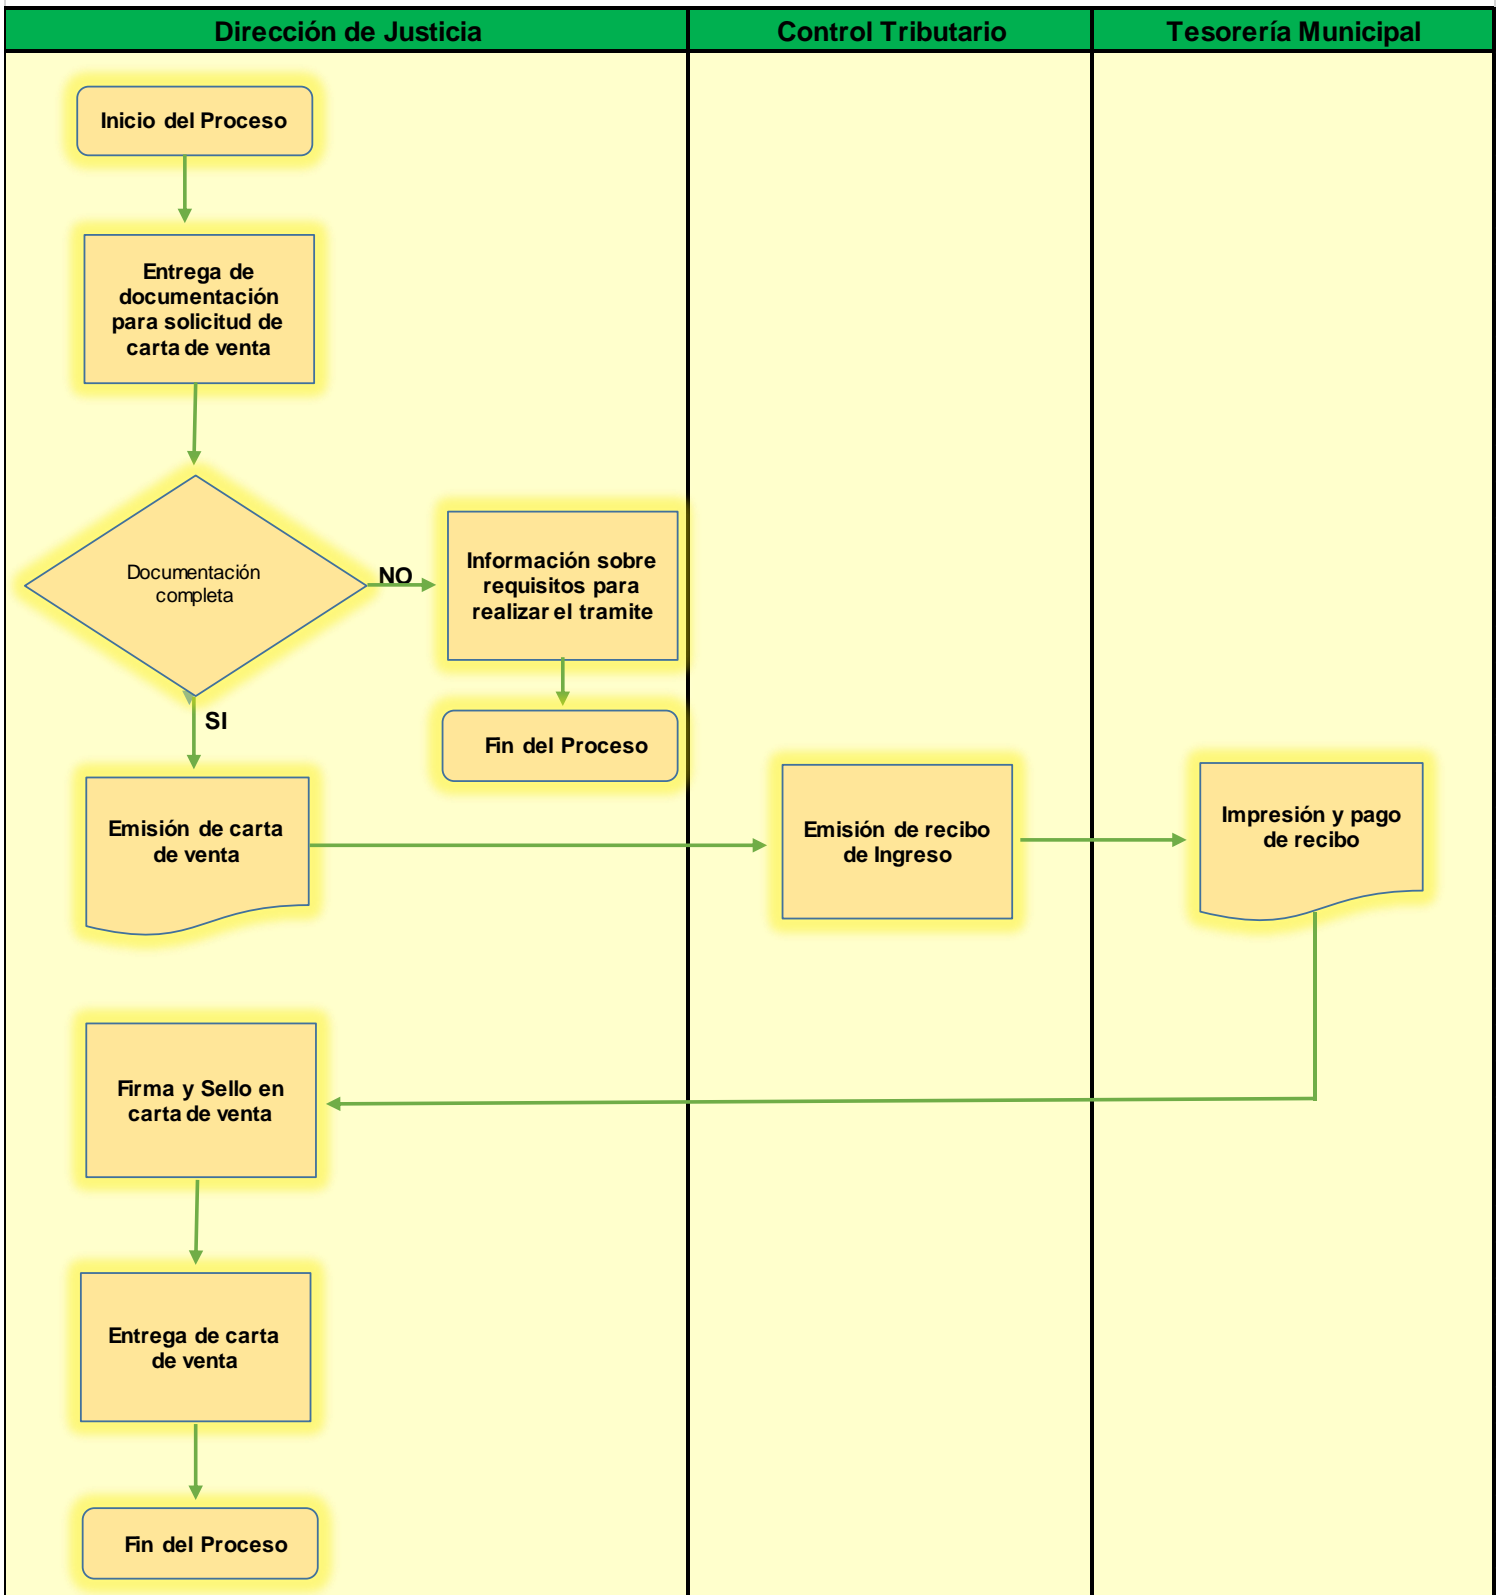 Dirección de Justicia
Control Tributario
Tesorería Municipal
Inicio del Proceso
Entrega de
documentación
para solicitud de
carta de venta
Documentación
completa
NO
Información sobre
requisitos para
realizar el tramite
SI
Fin del Proceso
Emisión de carta
de venta
Emisión de recibo
de Ingreso
Impresión y pago
de recibo
Firma y Sello en
carta de venta
Entrega de carta
de venta
Fin del Proceso